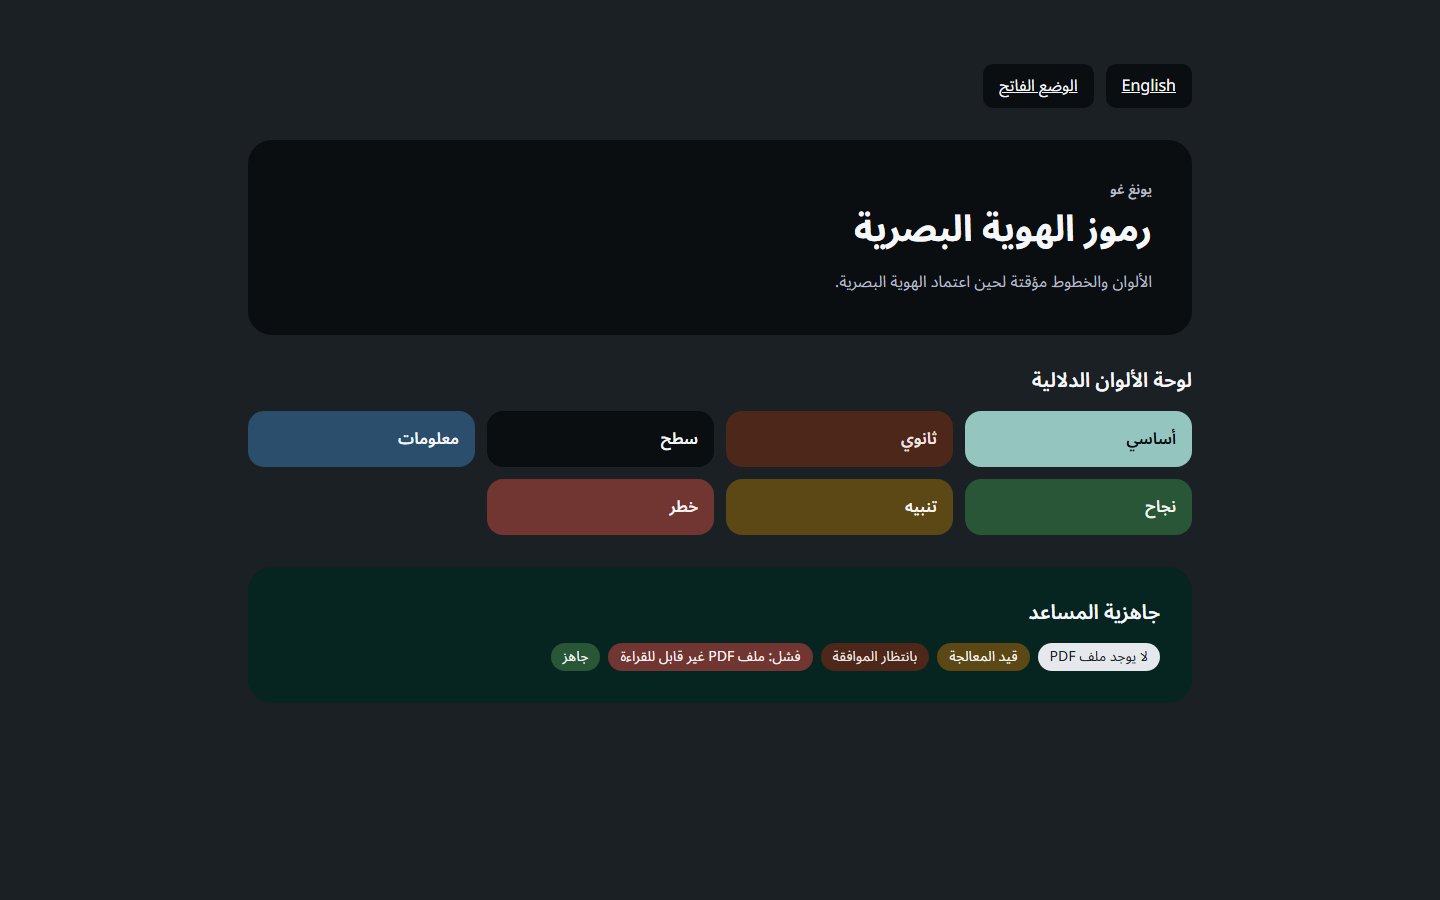 English
الوضع الفاتح
يونغ غو
رموز الهوية البصرية
الألوان والخطوط مؤقتة لحين اعتماد الهوية البصرية.
لوحة الألوان الدلالية
أساسي
ثانوي
سطح
معلومات
نجاح
تنبيه
خطر
جاهزية المساعد
لا يوجد ملف PDF
قيد المعالجة
بانتظار الموافقة
فشل: ملف PDF غير قابل للقراءة
جاهز